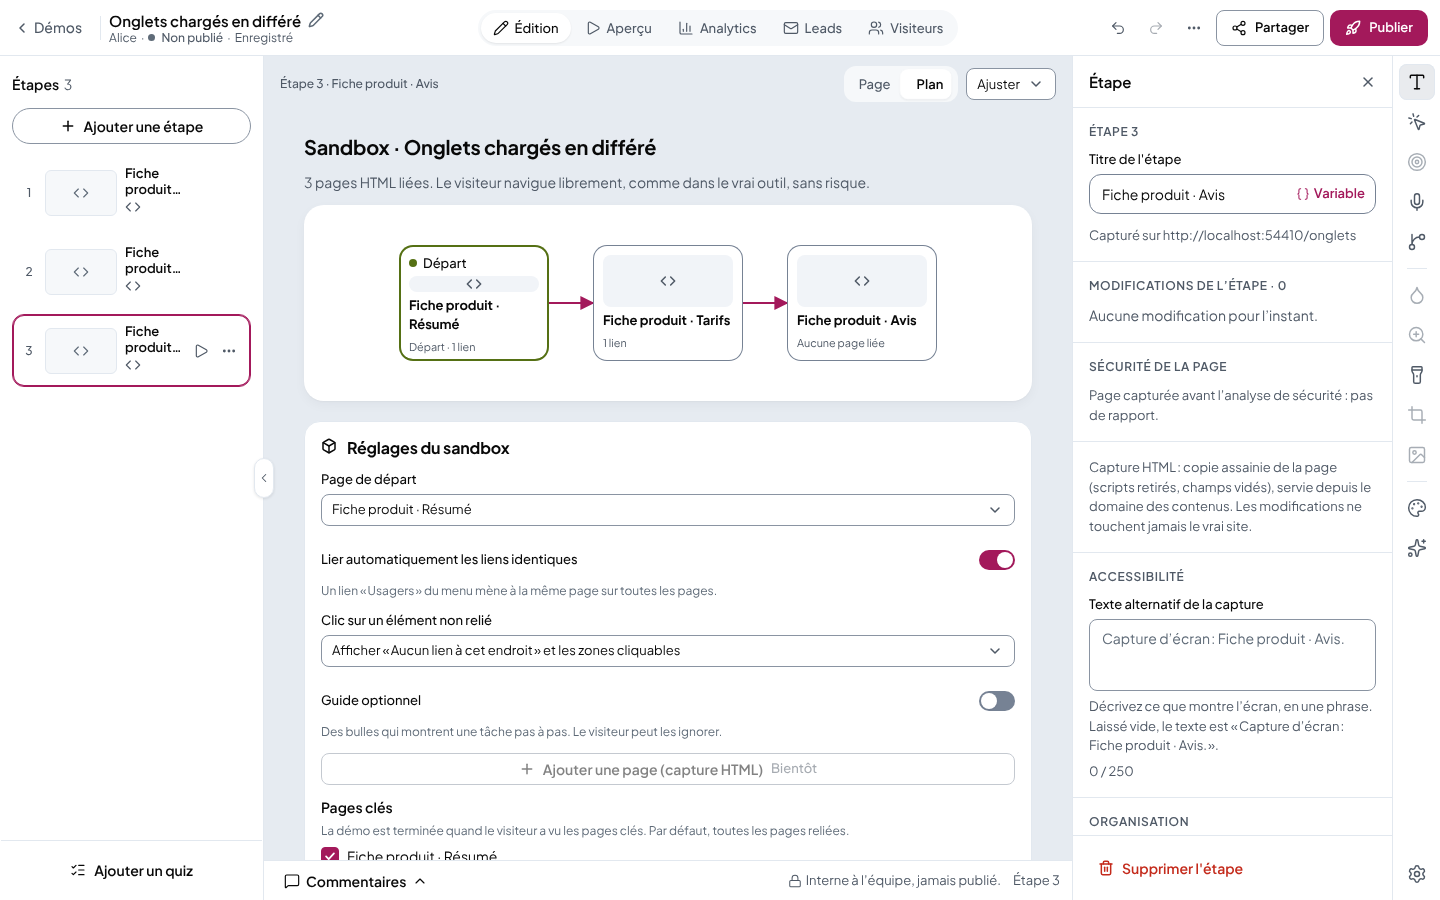 Démos
Onglets chargés en différé
Alice · Non publié · Enregistré
Édition
Aperçu
Analytics
Leads
Visiteurs
Partager
Publier
Étapes 3
Ajouter une étape
1
Fiche
produit…
2
Fiche
produit…
3
Fiche
produit…
Ajouter un quiz
Étape 3 · Fiche produit · Avis
Page
Plan
Ajuster
Sandbox · Onglets chargés en différé
3 pages HTML liées. Le visiteur navigue librement, comme dans le vrai outil, sans risque.
Départ
Fiche produit ·
Résumé
Départ · 1 lien
Fiche produit · Tarifs
1 lien
Fiche produit · Avis
Aucune page liée
Réglages du sandbox
Page de départ
Fiche produit · Résumé
Lier automatiquement les liens identiques
Un lien « Usagers » du menu mène à la même page sur toutes les pages.
Clic sur un élément non relié
Afficher « Aucun lien à cet endroit » et les zones cliquables
Guide optionnel
Des bulles qui montrent une tâche pas à pas. Le visiteur peut les ignorer.
Ajouter une page (capture HTML) Bientôt
Pages clés
La démo est terminée quand le visiteur a vu les pages clés. Par défaut, toutes les pages reliées.
Fiche produit · Résumé
Commentaires
Interne à l'équipe, jamais publié.
Étape 3
Étape
ÉTAPE 3
Titre de l'étape
Fiche produit · Avis
{ } Variable
Capturé sur http://localhost:54410/onglets
MODIFICATIONS DE L'ÉTAPE · 0
Aucune modification pour l'instant.
SÉCURITÉ DE LA PAGE
Page capturée avant l'analyse de sécurité : pas
de rapport.
Capture HTML : copie assainie de la page
(scripts retirés, champs vidés), servie depuis le
domaine des contenus. Les modifications ne
touchent jamais le vrai site.
ACCESSIBILITÉ
Texte alternatif de la capture
Capture d'écran : Fiche produit · Avis.
Décrivez ce que montre l'écran, en une phrase.
Laissé vide, le texte est « Capture d'écran :
Fiche produit · Avis. ».
0 / 250
ORGANISATION
Supprimer l'étape